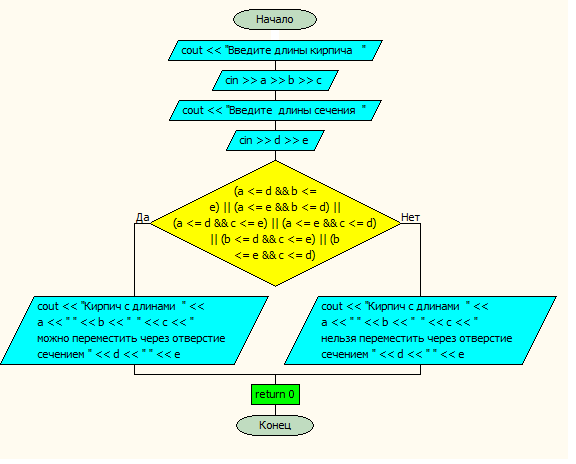 Начало
cout << "Введите длины кирпича   "
cin >> a >> b >> c
cout << "Введите  длины сечения  "
cin >> d >> e
(a <= d && b <=
e) || (a <= e && b <= d) ||
(a <= d && c <= e) || (a <= e && c <= d)
|| (b <= d && c <= e) || (b
<= e && c <= d)
Да
Нет
cout << "Кирпич с длинами  " <<
a << " " << b << "  " << c << "
можно переместить через отверстие
сечением " << d << " " << e
cout << "Кирпич с длинами  " <<
a << " " << b << "  " << c << "
нельзя переместить через отверстие
сечением " << d << " " << e
return 0
Конец